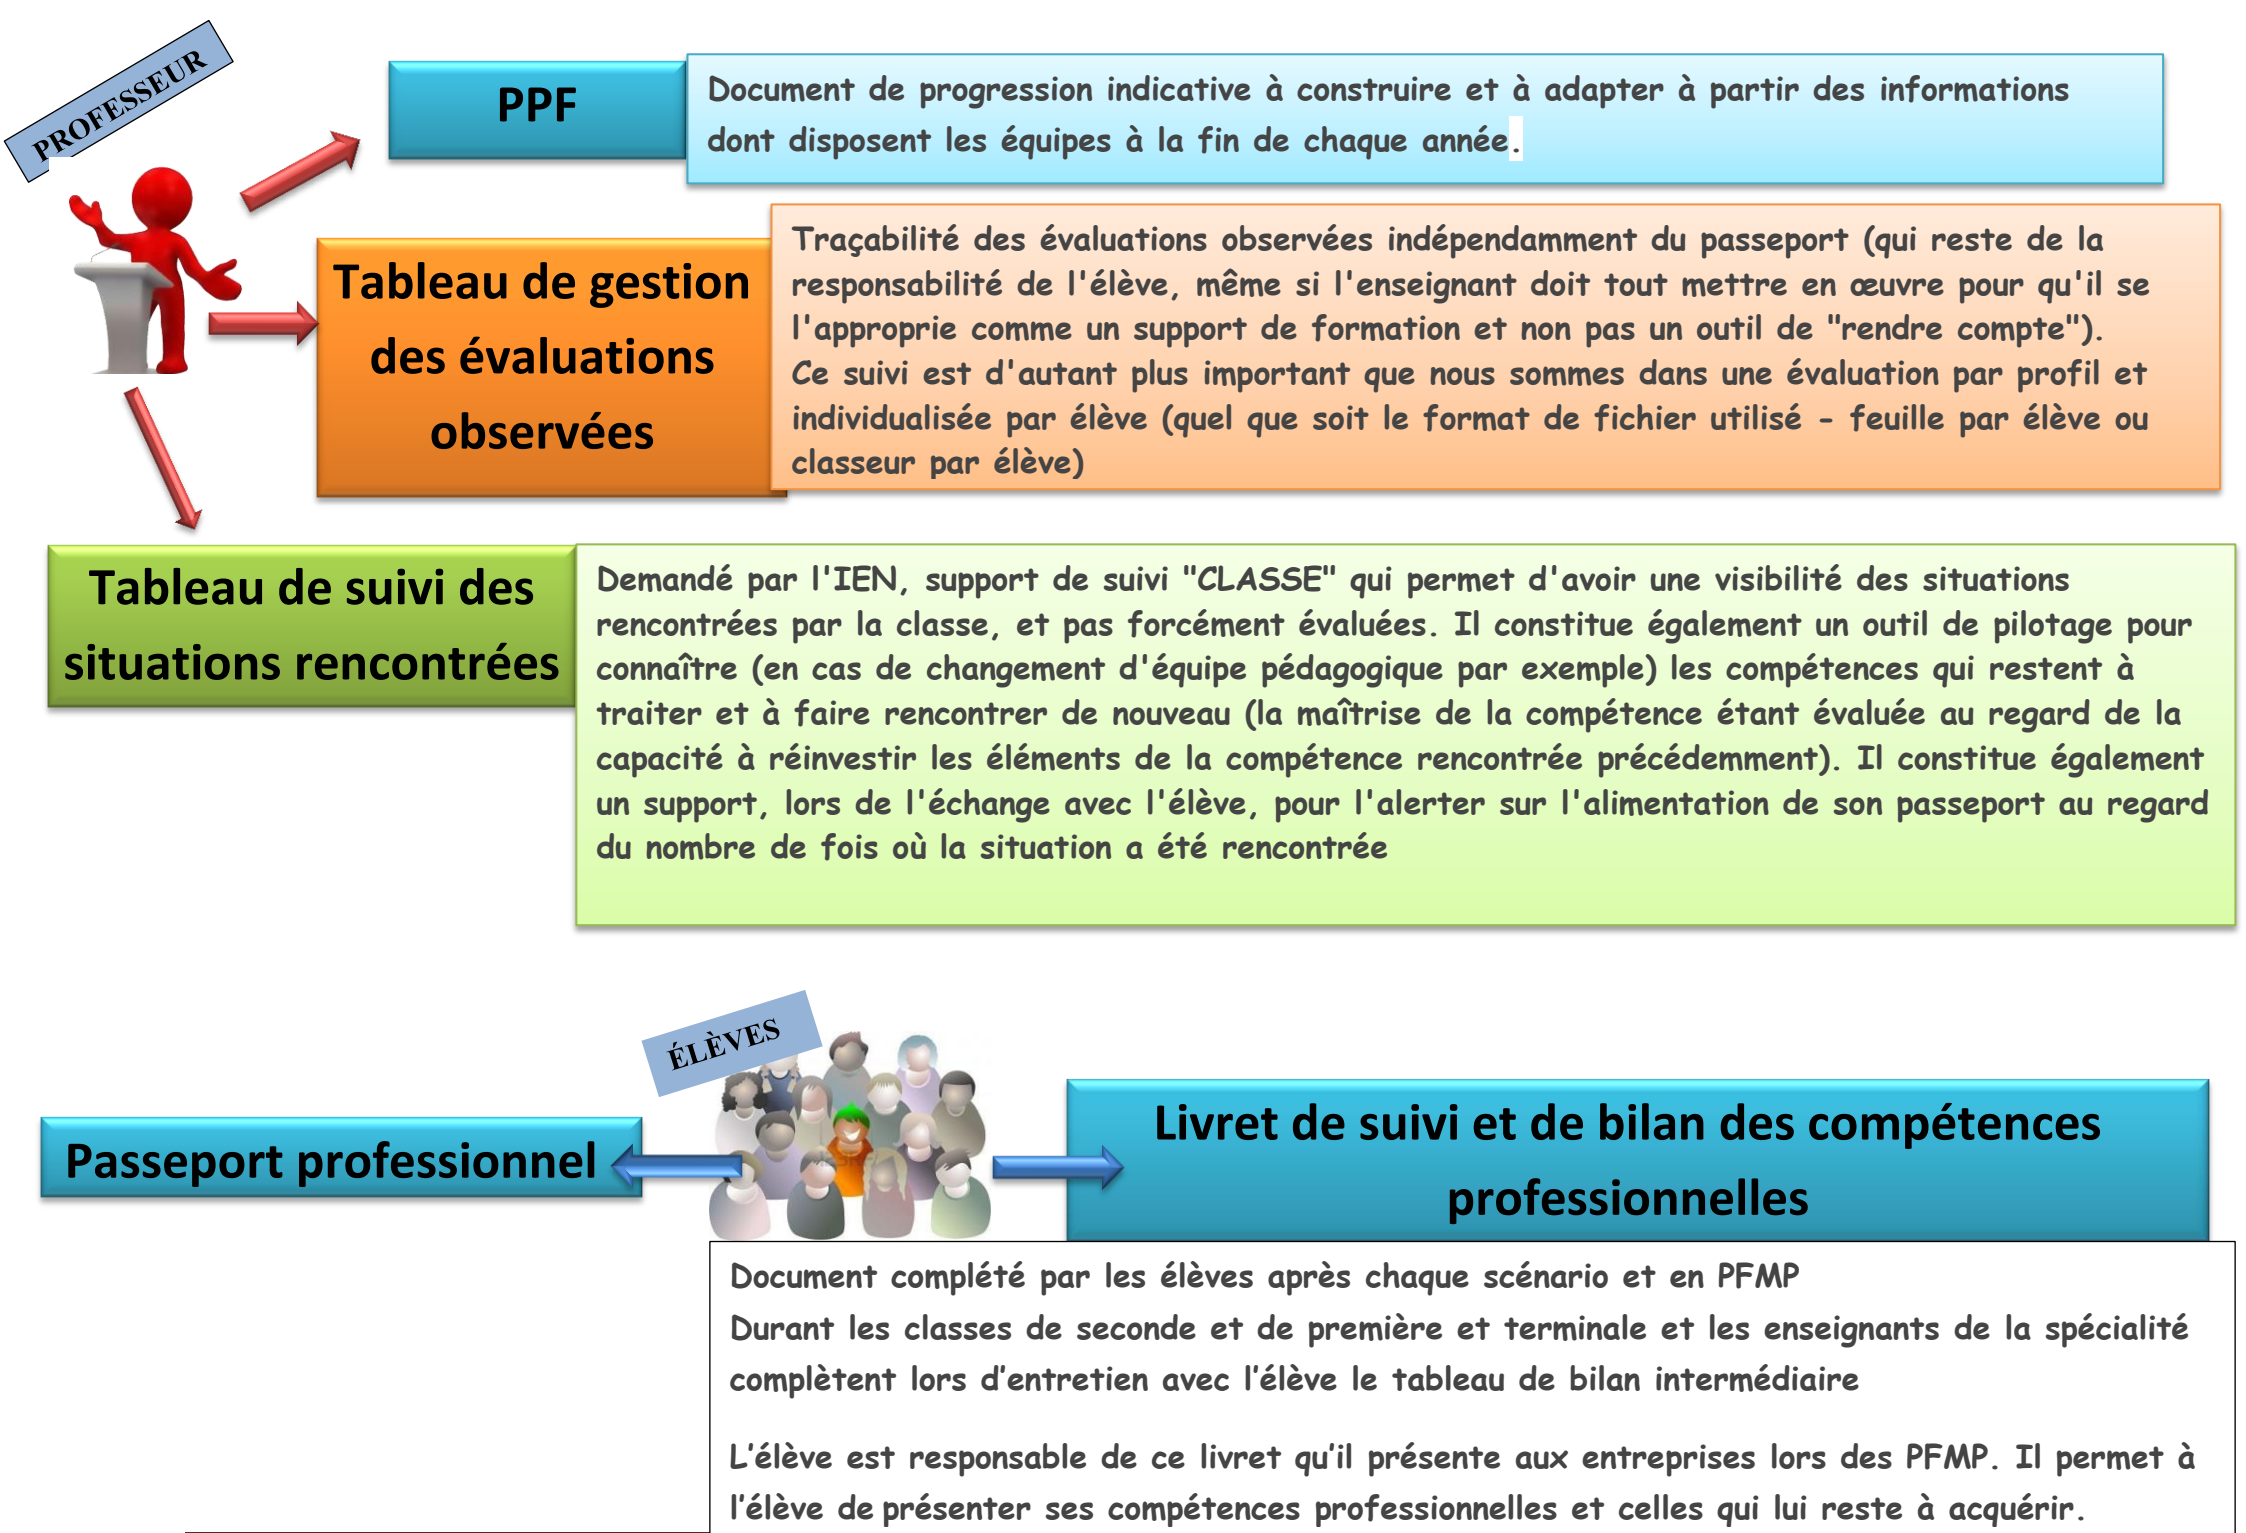 PROFESSEUR
PPF
Document de progression indicative à construire et à adapter à partir des informations
dont disposent les équipes à la fin de chaque année.
Tableau de gestion
des évaluations
observées
Traçabilité des évaluations observées indépendamment du passeport (qui reste de la
responsabilité de l'élève, même si l'enseignant doit tout mettre en œuvre pour qu'il se
l'approprie comme un support de formation et non pas un outil de "rendre compte").
Ce suivi est d'autant plus important que nous sommes dans une évaluation par profil et
individualisée par élève (quel que soit le format de fichier utilisé - feuille par élève ou
classeur par élève)
Tableau de suivi des
situations rencontrées
Demandé par l'IEN, support de suivi "CLASSE" qui permet d'avoir une visibilité des situations
rencontrées par la classe, et pas forcément évaluées. Il constitue également un outil de pilotage pour
connaître (en cas de changement d'équipe pédagogique par exemple) les compétences qui restent à
traiter et à faire rencontrer de nouveau (la maîtrise de la compétence étant évaluée au regard de la
capacité à réinvestir les éléments de la compétence rencontrée précédemment). Il constitue également
un support, lors de l'échange avec l'élève, pour l'alerter sur l'alimentation de son passeport au regard
du nombre de fois où la situation a été rencontrée
ÉLÈVES
Passeport professionnel
Livret de suivi et de bilan des compétences
professionnelles
Document complété par les élèves après chaque scénario et en PFMP
Durant les classes de seconde et de première et terminale et les enseignants de la spécialité
complètent lors d’entretien avec l’élève le tableau de bilan intermédiaire
L’élève est responsable de ce livret qu’il présente aux entreprises lors des PFMP. Il permet à
l’élève de présenter ses compétences professionnelles et celles qui lui reste à acquérir.